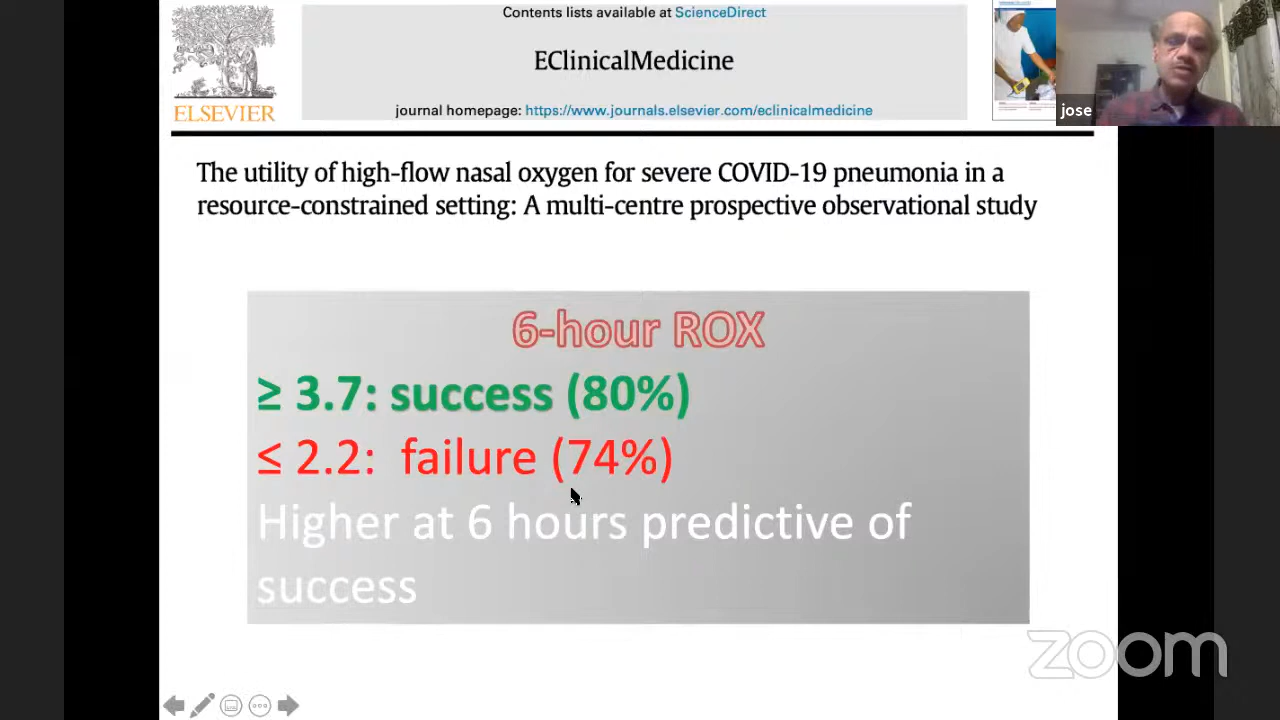 Contents lists available at ScienceDirect
EClinicalMedicine
ELSEVIER
journal homepage: https://www.journals.elsevier.com/eclinicalmedicine
jose
The utility of high-flow nasal oxygen for severe COVID-19 pneumonia in a
resource-constrained setting: A multi-centre prospective observational study
6-hour ROX
≥ 3.7: success (80%)
≤ 2.2: failure (74%)
Higher at 6 hours predictive of
success
zoom